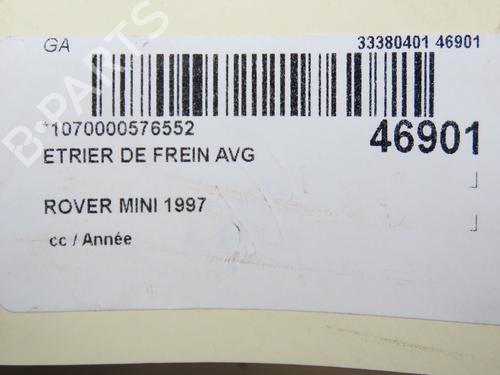 GA
33380401 46901
*1070000576552
46901
ETRIER DE FREIN AVG
ROVER MINI 1997
cc / Année
B-PARTS